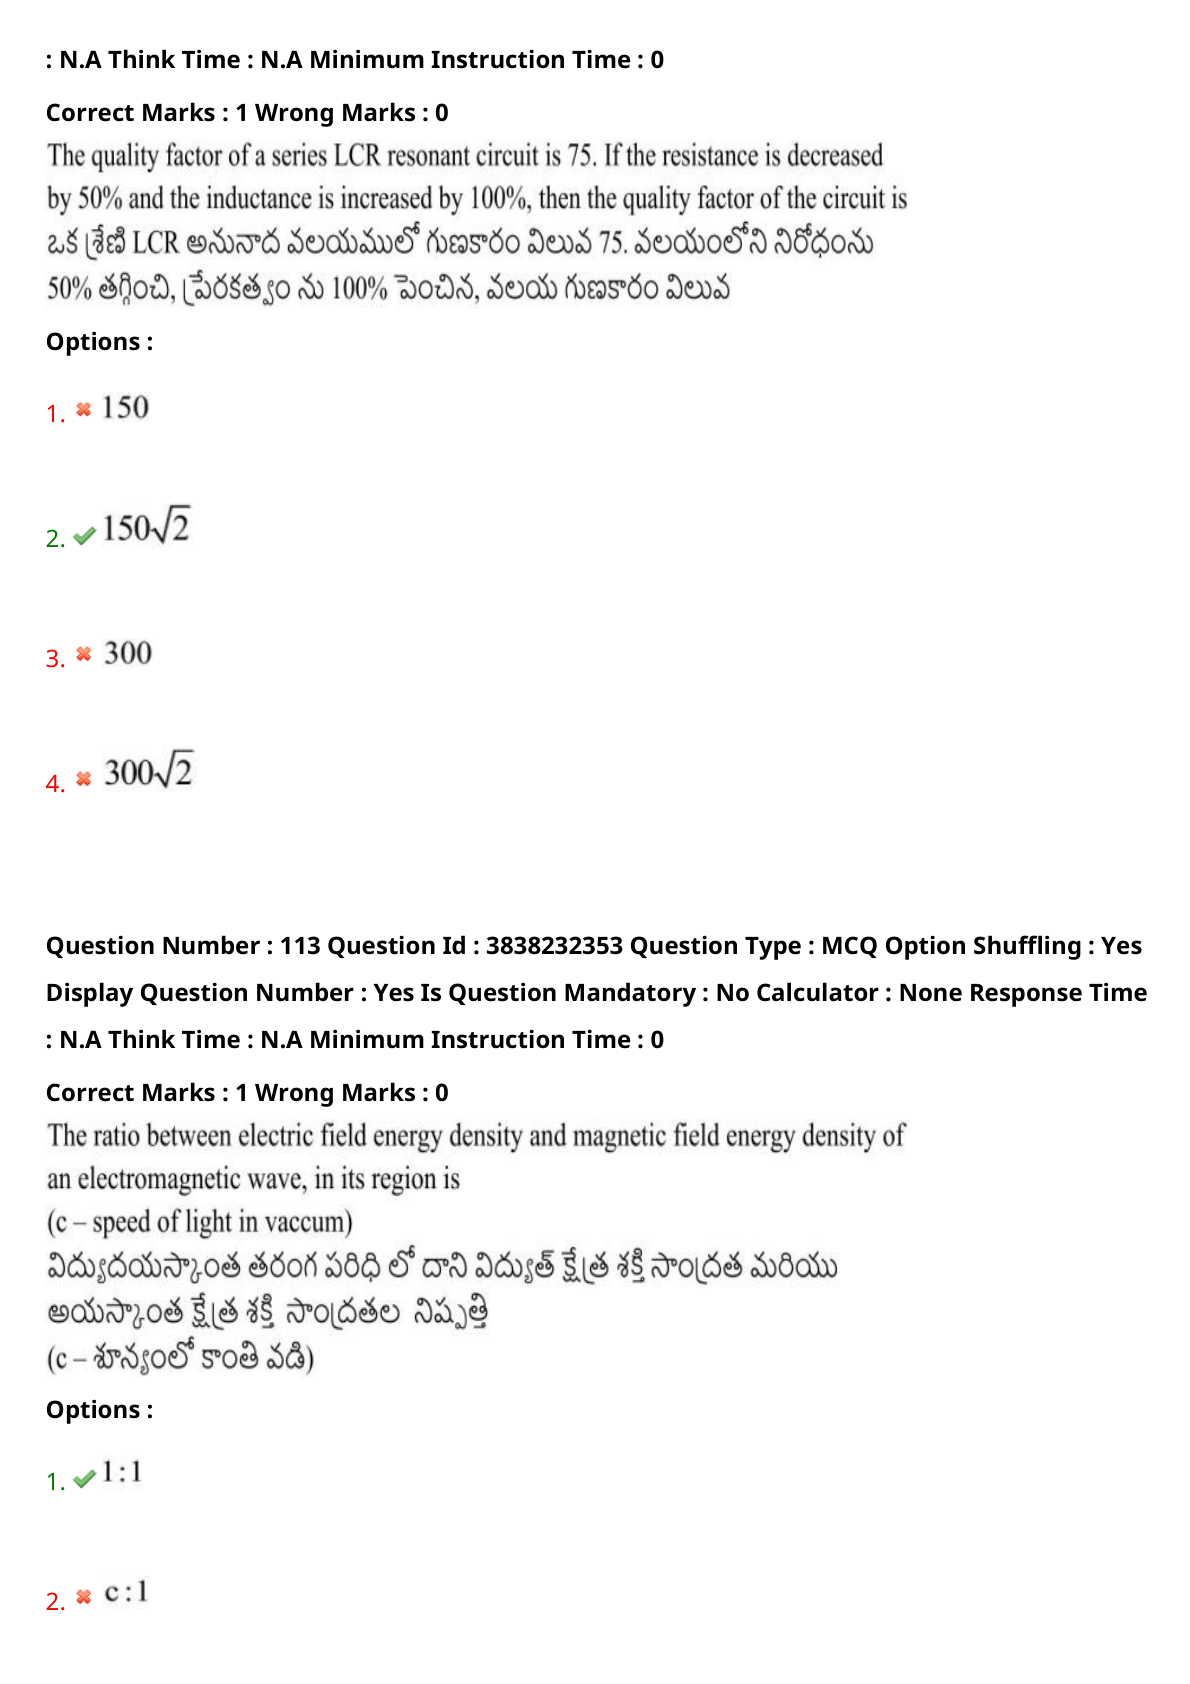 : N.A Think Time : N.A Minimum Instruction Time : 0
Correct Marks : 1 Wrong Marks : 0
The quality factor of a series LCR resonant circuit is 75. If the resistance is decreased
by 50% and the inductance is increased by 100%, then the quality factor of the circuit is
ఒక శ్రేణి LCR అనునాద వలయములో గుణకారం విలువ 75. వలయంలోని నిరోధంను
50% తగ్గించి, ప్రేరకత్వం ను 100% పెంచిన, వలయ గుణకారం విలువ
Options :
1. 150
2. 150√2
3. 300
4. 300√2
Question Number : 113 Question Id : 3838232353 Question Type : MCQ Option Shuffling : Yes
Display Question Number : Yes Is Question Mandatory : No Calculator : None Response Time
: N.A Think Time : N.A Minimum Instruction Time : 0
Correct Marks : 1 Wrong Marks : 0
The ratio between electric field energy density and magnetic field energy density of
an electromagnetic wave, in its region is
(c – speed of light in vaccum)
విద్యుదయస్కాంత తరంగ పరిధి లో దాని విద్యుత్ క్షేత్ర శక్తి సాంద్రత మరియు
అయస్కాంత క్షేత్ర శక్తి సాంద్రతల నిష్పత్తి
(c – శూన్యంలో కాంతి వడి)
Options :
1. 1 : 1
2. c : 1